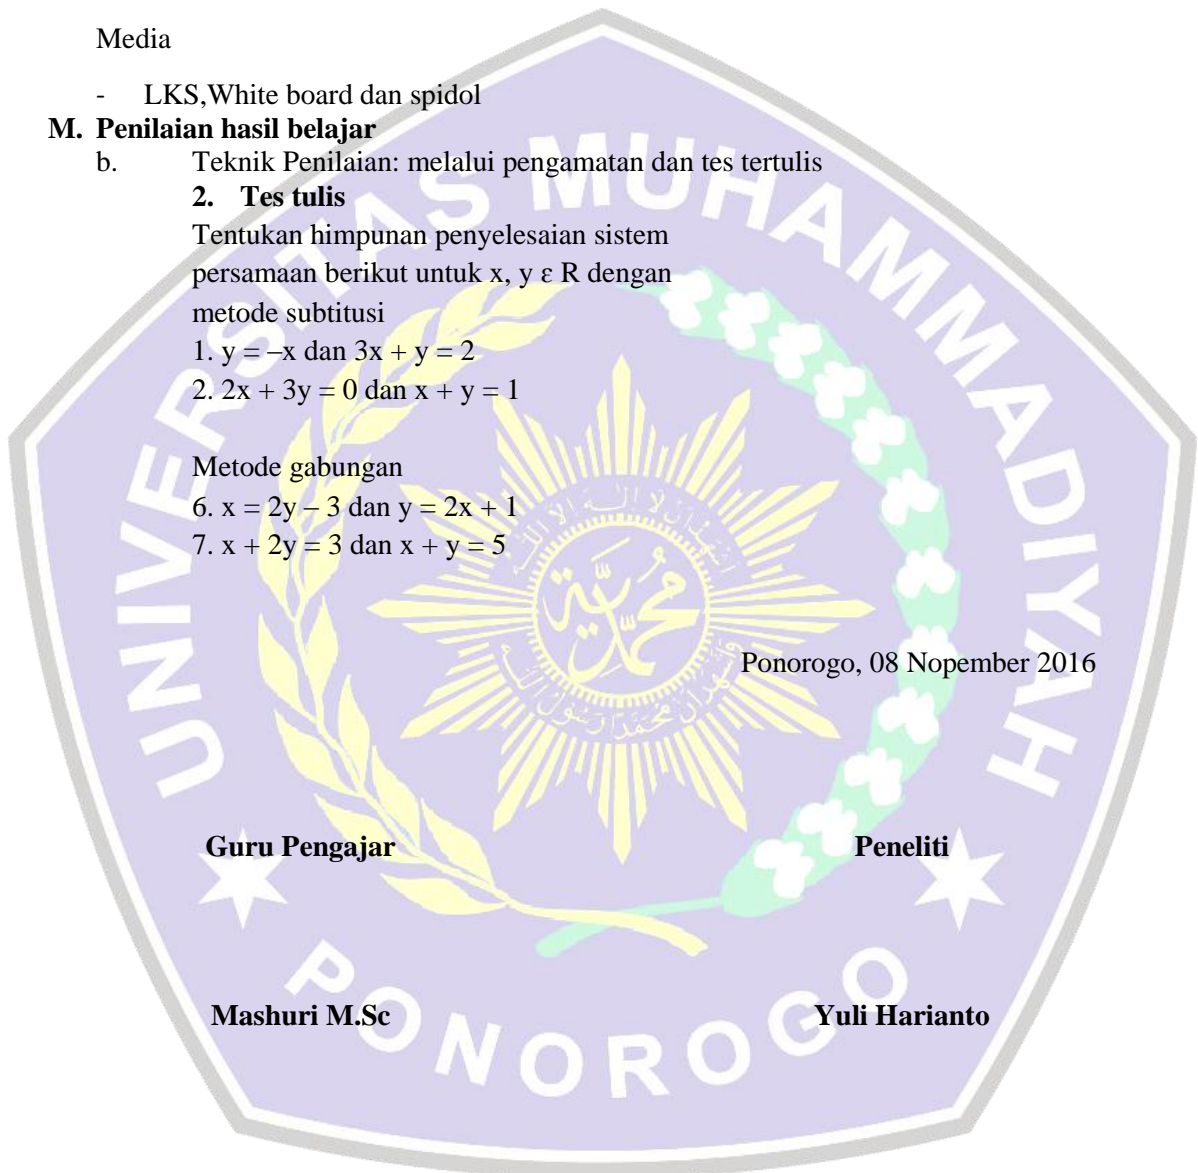 Media
- LKS,White board dan spidol
M. Penilaian hasil belajar
b. Teknik Penilaian: melalui pengamatan dan tes tertulis
2. Tes tulis
Tentukan himpunan penyelesaian sistem
persamaan berikut untuk x, y ε R dengan
metode subtitusi
1. y = –x dan 3x + y = 2
2. 2x + 3y = 0 dan x + y = 1
Metode gabungan
6. x = 2y – 3 dan y = 2x + 1
7. x + 2y = 3 dan x + y = 5
Ponorogo, 08 Nopember 2016
Guru Pengajar Peneliti
Mashuri M.Sc Yuli Harianto
UNIVERSITAS MUHAMMADIYAH
PONOROGO
محمدية